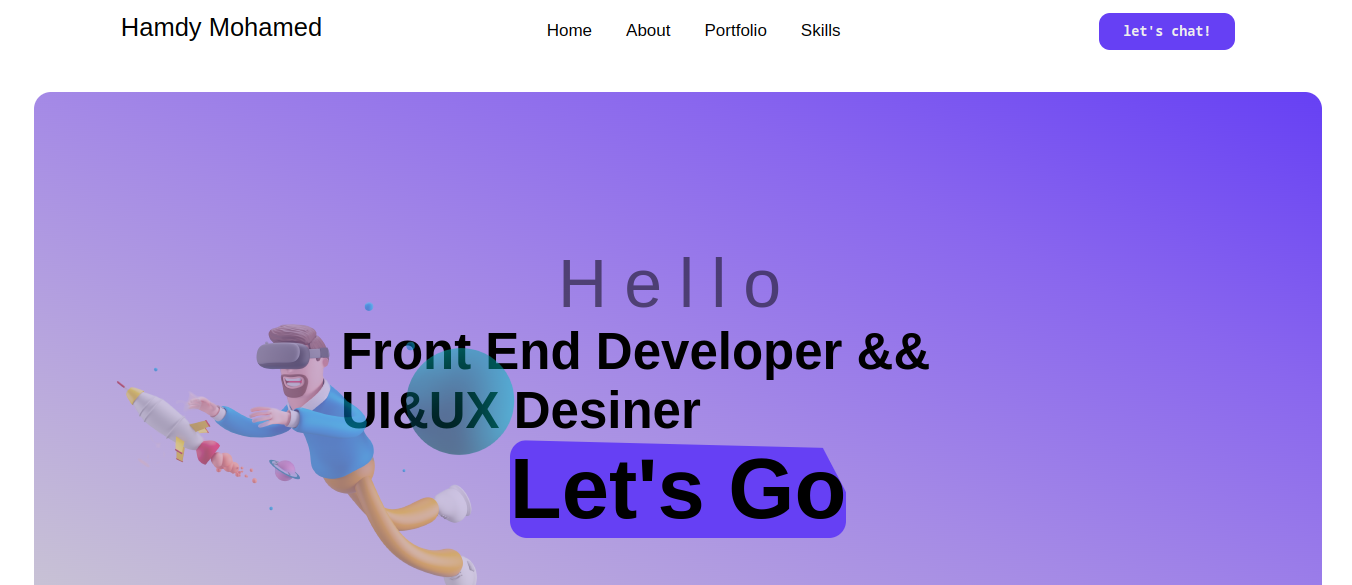 Hamdy Mohamed
Home About Portfolio Skills
let's chat!
Hello
Front End Developer &&
UI&UX Desiner
Let's Go